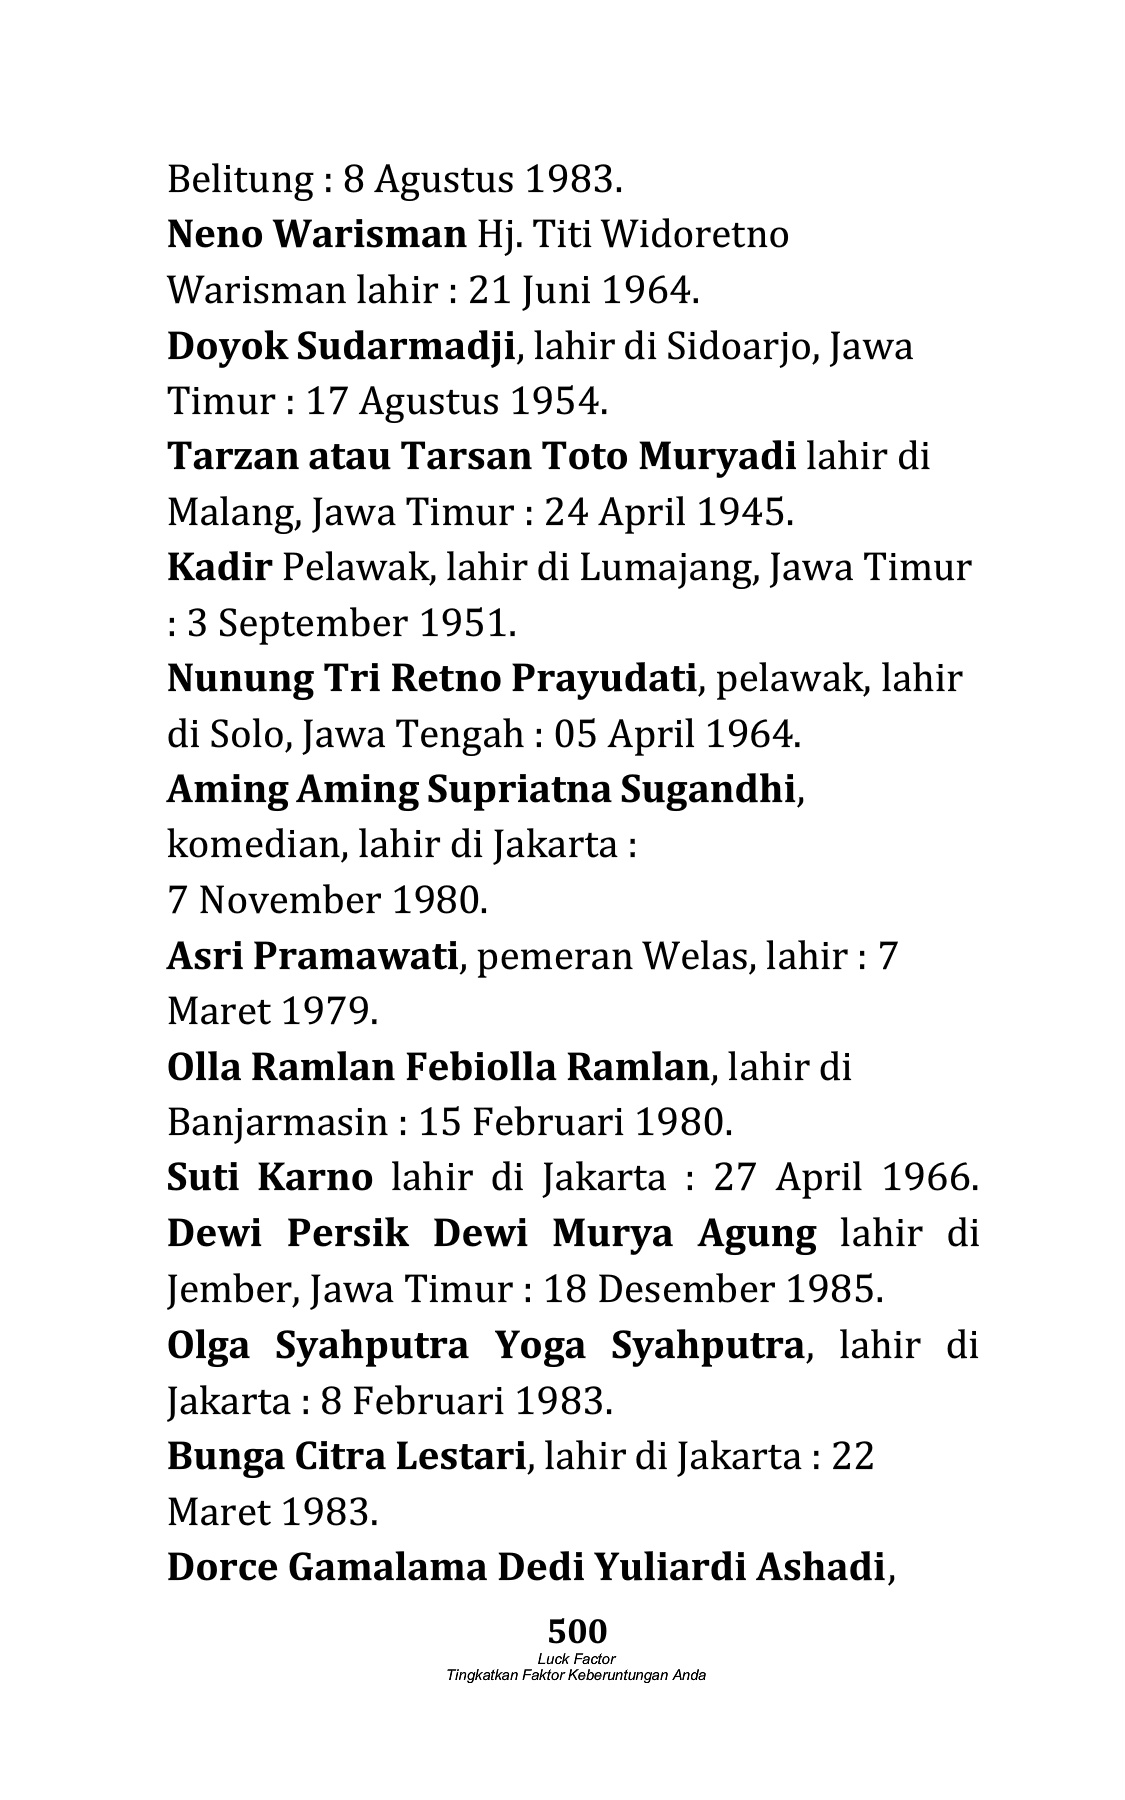 Belitung : 8 Agustus 1983.
Neno Warisman Hj. Titi Widoretno
Warisman lahir : 21 Juni 1964.
Doyok Sudarmadji, lahir di Sidoarjo, Jawa
Timur : 17 Agustus 1954.
Tarzan atau Tarsan Toto Muryadi lahir di
Malang, Jawa Timur : 24 April 1945.
Kadir Pelawak, lahir di Lumajang, Jawa Timur
: 3 September 1951.
Nunung Tri Retno Prayudati, pelawak, lahir
di Solo, Jawa Tengah : 05 April 1964.
Aming Aming Supriatna Sugandhi,
komedian, lahir di Jakarta :
7 November 1980.
Asri Pramawati, pemeran Welas, lahir : 7
Maret 1979.
Olla Ramlan Febiolla Ramlan, lahir di
Banjarmasin : 15 Februari 1980.
Suti Karno lahir di Jakarta : 27 April 1966.
Dewi Persik Dewi Murya Agung lahir di
Jember, Jawa Timur : 18 Desember 1985.
Olga Syahputra Yoga Syahputra, lahir di
Jakarta : 8 Februari 1983.
Bunga Citra Lestari, lahir di Jakarta : 22
Maret 1983.
Dorce Gamalama Dedi Yuliardi Ashadi,
500
Luck Factor
Tingkatkan Faktor Keberuntungan Anda